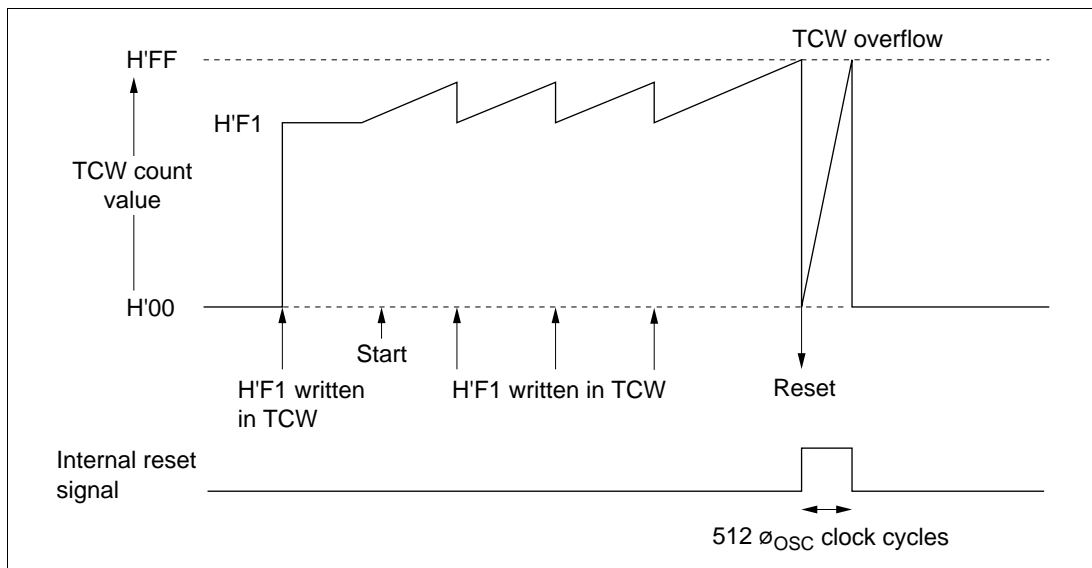 TCW overflow
H'FF
H'F1
TCW count
value
H'00
Start
H'F1 written
in TCW
H'F1 written in TCW
Reset
Internal reset
signal
512 øOSC clock cycles